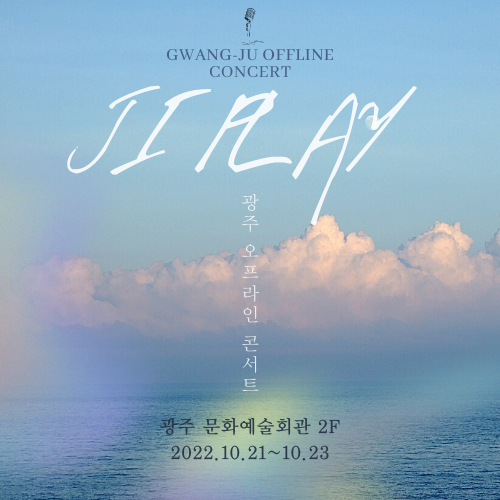 GWANG-JU OFFLINE
CONCERT
JI RAY
광주 오프라인 콘서트
광주 문화예술회관 2F
2022.10.21~10.23